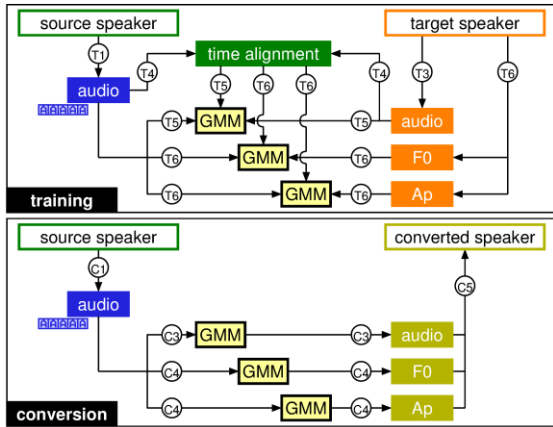 source speaker
target speaker
T1
T4
time alignment
T4
T3
T6
audio
T5
T6
T6
A A A A A
T5
GMM
T5
audio
T6
GMM
T6
F0
T6
GMM
T6
Ap
training
source speaker
converted speaker
C1
C5
audio
A A A A A
C3
GMM
C3
audio
C4
GMM
C4
F0
C4
GMM
C4
Ap
conversion